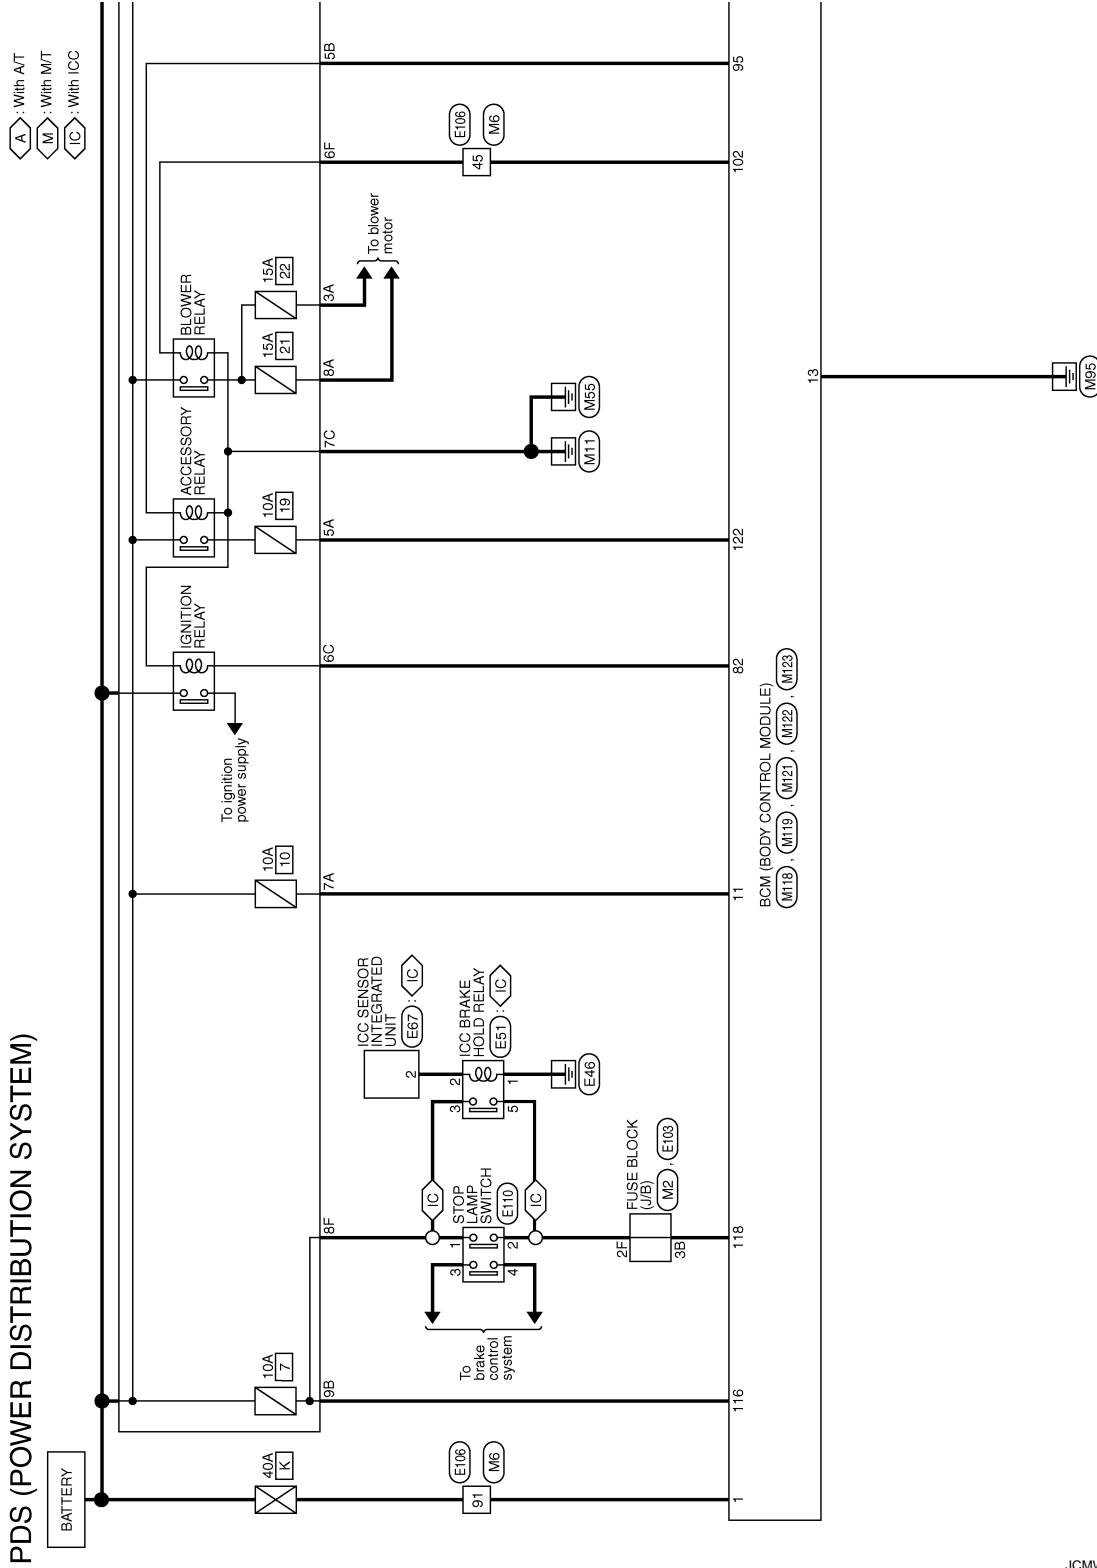 PDS (POWER DISTRIBUTION SYSTEM)
A : With A/T
M : With M/T
IC : With ICC
BATTERY
40A
K
10A
7
10A
10
To ignition
power supply
IGNITION
RELAY
ACCESSORY
RELAY
10A
19
BLOWER
RELAY
15A
21
15A
22
9B
8F
7A
6C
5A
7C
8A
3A
6F
5B
To blower
motor
E106
M6
91
ICC SENSOR
INTEGRATED
UNIT
E67 : IC
2
ICC BRAKE
HOLD RELAY
E51 : IC
3
2
5
1
E46
IC
IC
STOP
LAMP
SWITCH
E110
3
1
4
2
To
brake
control
system
FUSE BLOCK
(J/B)
M2 , E103
2F
3B
M11
M55
E106
M6
45
1
116
118
11
82
122
102
95
BCM (BODY CONTROL MODULE)
M118 , M119 , M121 , M122 , M123
13
M95